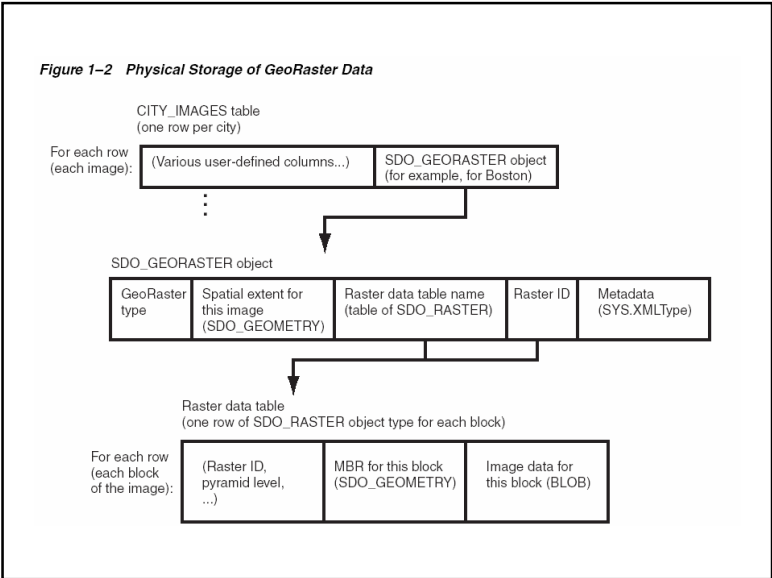 Figure 1–2 Physical Storage of GeoRaster Data
CITY_IMAGES table
(one row per city)
For each row
(each image):
(Various user-defined columns...)
SDO_GEORASTER object
(for example, for Boston)
SDO_GEORASTER object
GeoRaster
type
Spatial extent for
this image
(SDO_GEOMETRY)
Raster data table name
(table of SDO_RASTER)
Raster ID
Metadata
(SYS.XMLType)
Raster data table
(one row of SDO_RASTER object type for each block)
For each row
(each block
of the image):
(Raster ID,
pyramid level,
...)
MBR for this block
(SDO_GEOMETRY)
Image data for
this block (BLOB)